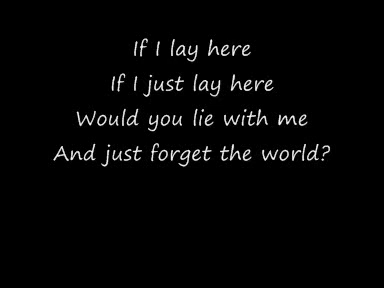 If I lay here
If I just lay here
Would you lie with me
And just forget the world?